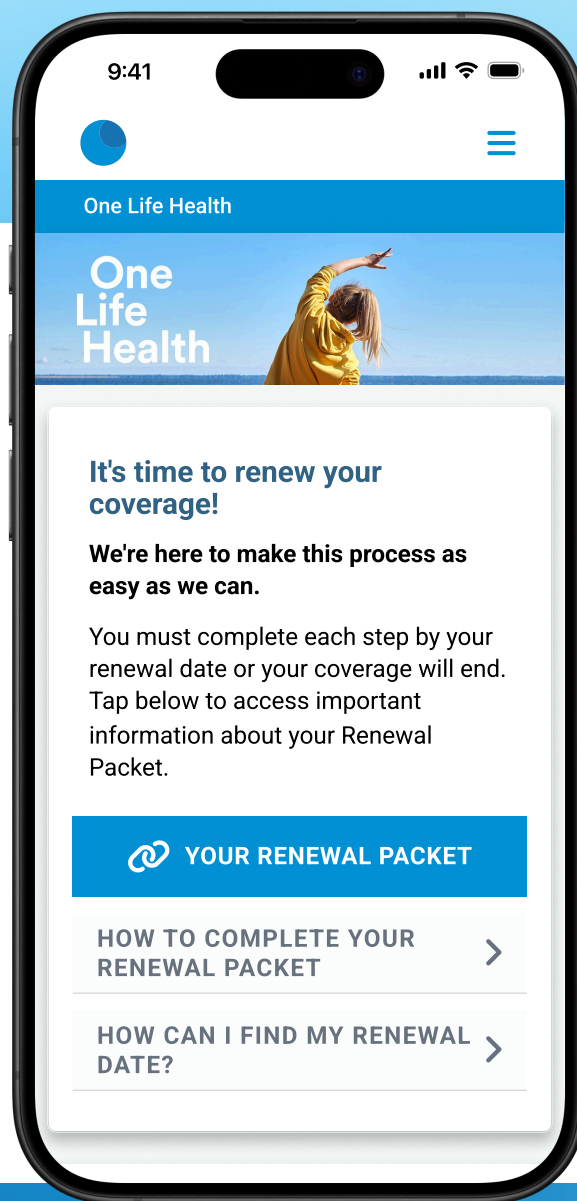 9:41
One Life Health
One
Life
Health
It's time to renew your
coverage!
We're here to make this process as
easy as we can.
You must complete each step by your
renewal date or your coverage will end.
Tap below to access important
information about your Renewal
Packet.
YOUR RENEWAL PACKET
HOW TO COMPLETE YOUR
RENEWAL PACKET
HOW CAN I FIND MY RENEWAL
DATE?